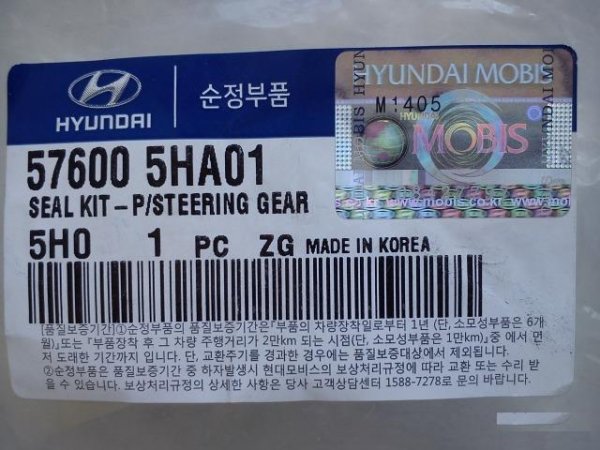 HYUNDAI
순정부품
HYUNDAI MOBIS
M1405
MOBIS
www.mobis.co.kr
57600 5HA01
SEAL KIT-P/STEERING GEAR
5H0 1 PC ZG MADE IN KOREA
[품질보증기간]①순정부품의 품질보증기간은『부품의 차량장착일로부터 1년 (단, 소모성부품은 6개
월)』또는 『부품장착 후 그 차량 주행거리가 2만km 되는 시점(단, 소모성부품은 1만km)』중 에서 먼
저 도래한 기간까지 입니다. 단, 교환주기를 경과한 경우에는 품질보증대상에서 제외됩니다.
②순정부품은 품질보증기간 중 하자발생시 현대모비스의 보상처리규정에 따라 교환 또는 수리 받
을 수 있습니다. 보상처리규정의 상세한 사항은 당사 고객상담센터 1588-7278로 문의 바랍니다.